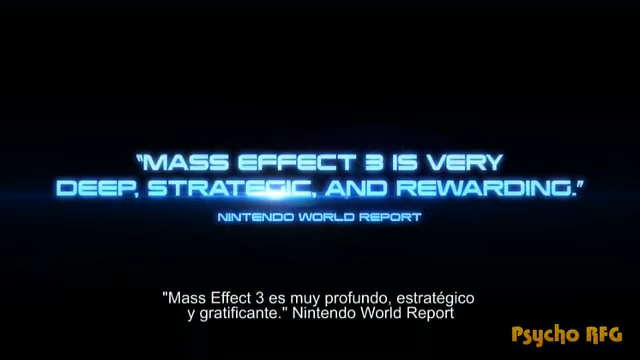 "MASS EFFECT 3 IS VERY
DEEP, STRATEGIC, AND REWARDING."
NINTENDO WORLD REPORT
"Mass Effect 3 es muy profundo, estratégico
y gratificante." Nintendo World Report
Psycho RFG